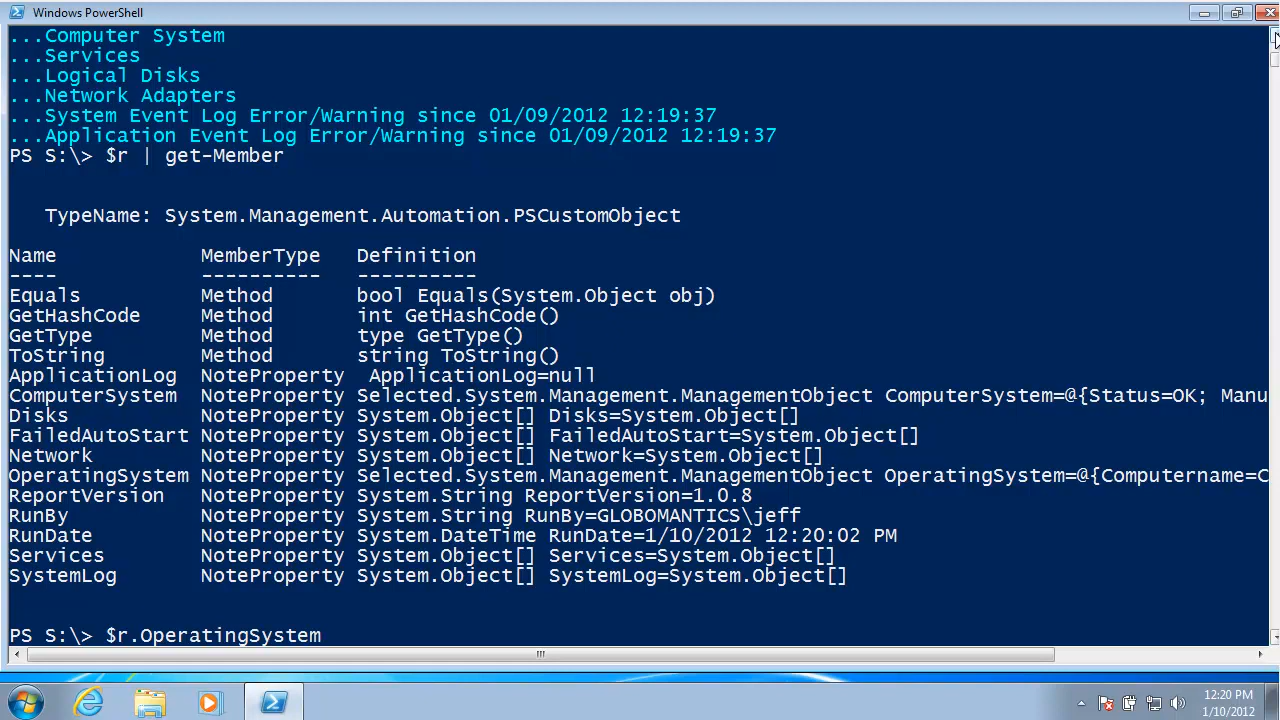 Windows PowerShell
...Computer System
...Services
...Logical Disks
...Network Adapters
...System Event Log Error/Warning since 01/09/2012 12:19:37
...Application Event Log Error/Warning since 01/09/2012 12:19:37
PS S:\> $r | get-Member
TypeName: System.Management.Automation.PSCustomObject
Name MemberType Definition
---- ---------- ----------
Equals Method bool Equals(System.Object obj)
GetHashCode Method int GetHashCode()
GetType Method type GetType()
ToString Method string ToString()
ApplicationLog NoteProperty ApplicationLog=null
ComputerSystem NoteProperty Selected.System.Management.ManagementObject ComputerSystem=@{Status=OK; Manu
Disks NoteProperty System.Object[] Disks=System.Object[]
FailedAutoStart NoteProperty System.Object[] FailedAutoStart=System.Object[]
Network NoteProperty System.Object[] Network=System.Object[]
OperatingSystem NoteProperty Selected.System.Management.ManagementObject OperatingSystem=@{Computername=C
ReportVersion NoteProperty System.String ReportVersion=1.0.8
RunBy NoteProperty System.String RunBy=GLOBOMANTICS\jeff
RunDate NoteProperty System.DateTime RunDate=1/10/2012 12:20:02 PM
Services NoteProperty System.Object[] Services=System.Object[]
SystemLog NoteProperty System.Object[] SystemLog=System.Object[]
PS S:\> $r.OperatingSystem
12:20 PM
1/10/2012